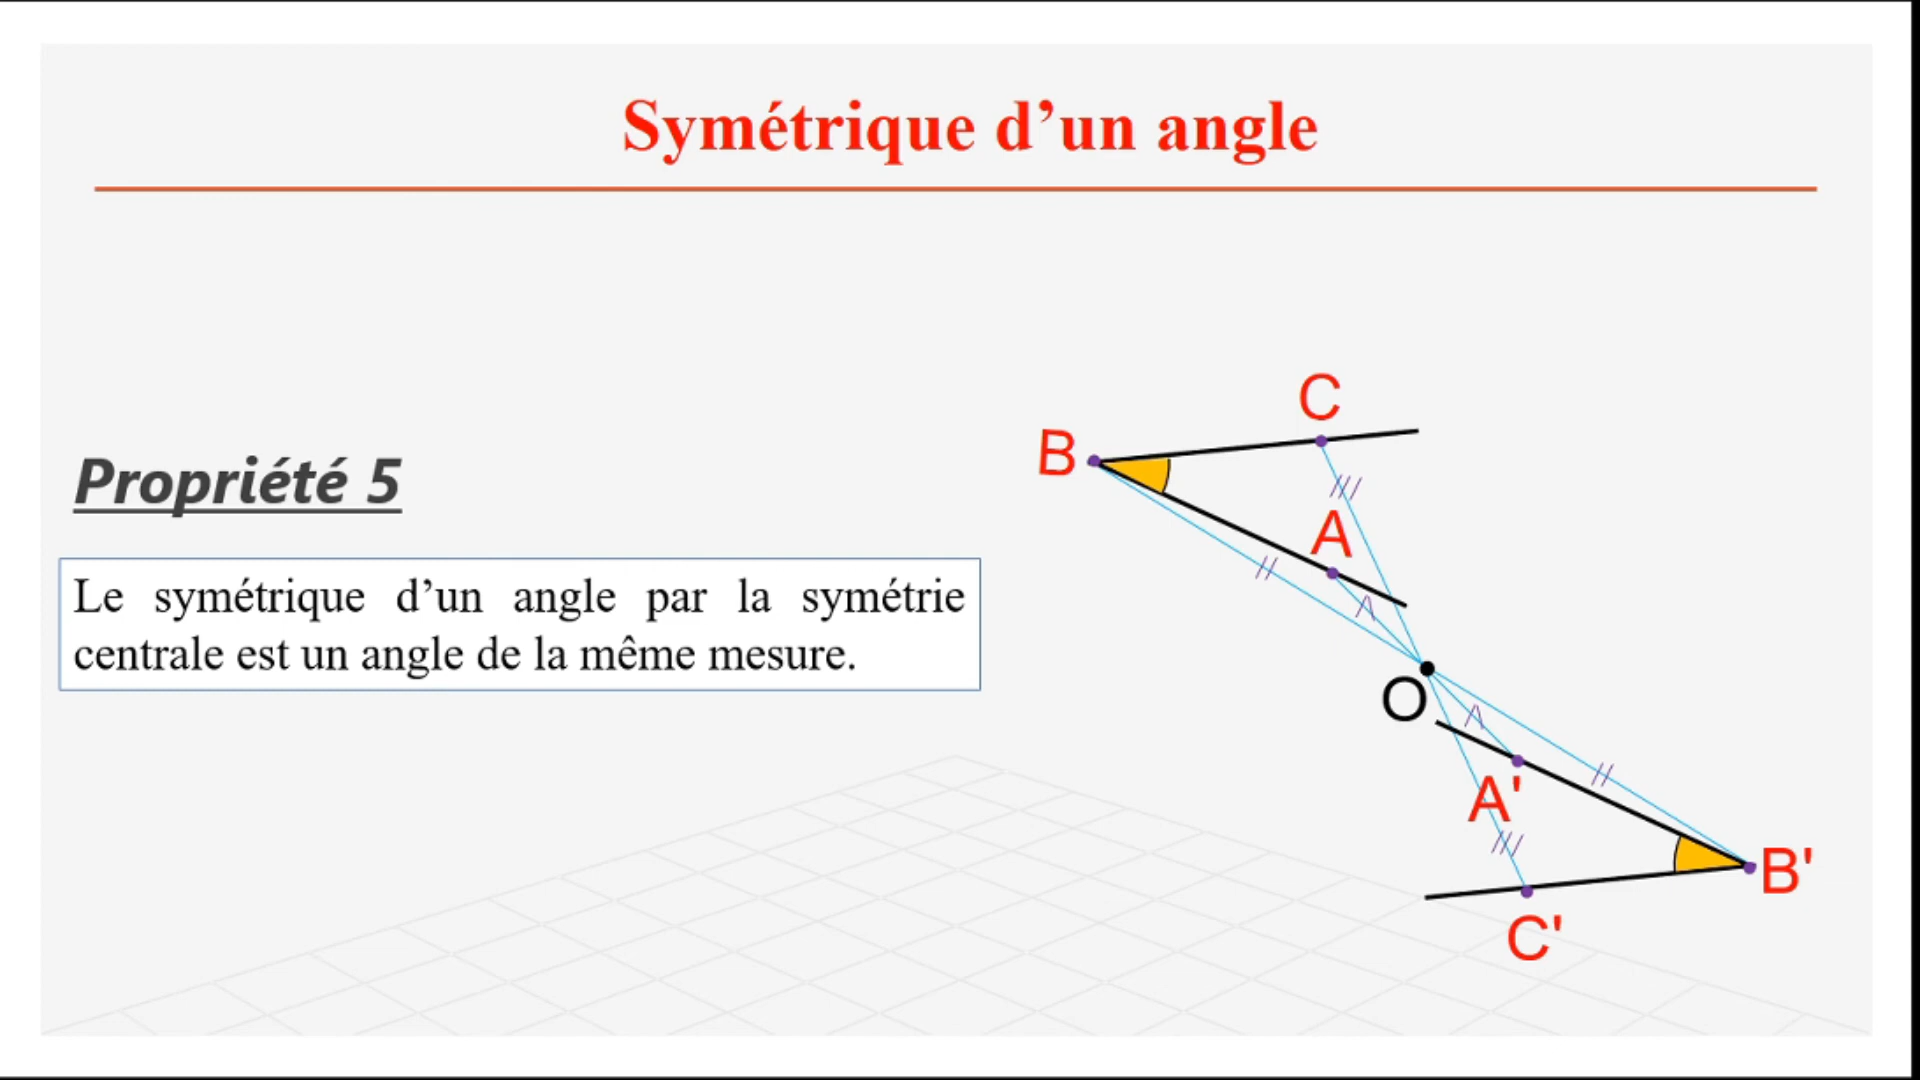 Symétrique d’un angle
C
B
Propriété 5
A
Le symétrique d’un angle par la symétrie
centrale est un angle de la même mesure.
O
A'
B'
C'